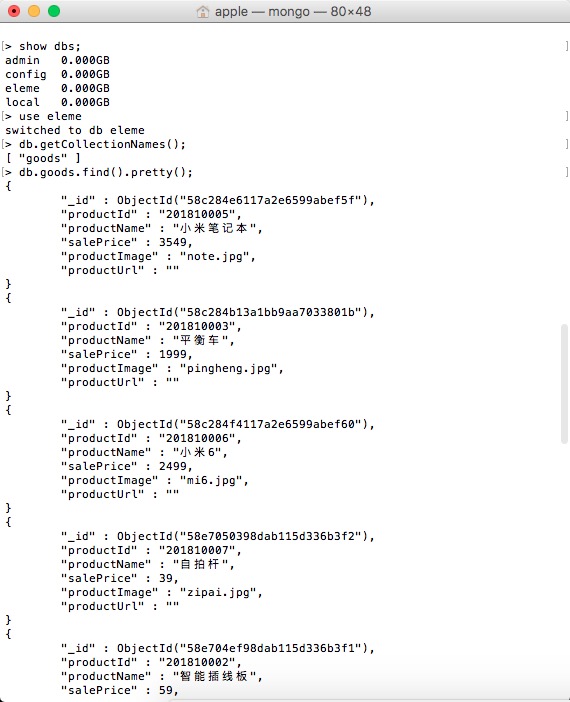 apple — mongo — 80×48
> show dbs;
admin   0.000GB
config  0.000GB
eleme   0.000GB
local   0.000GB
> use eleme
switched to db eleme
> db.getCollectionNames();
[ "goods" ]
> db.goods.find().pretty();
{
        "_id" : ObjectId("58c284e6117a2e6599abef5f"),
        "productId" : "201810005",
        "productName" : "小米笔记本",
        "salePrice" : 3549,
        "productImage" : "note.jpg",
        "productUrl" : ""
}
{
        "_id" : ObjectId("58c284b13a1bb9aa7033801b"),
        "productId" : "201810003",
        "productName" : "平衡车",
        "salePrice" : 1999,
        "productImage" : "pingheng.jpg",
        "productUrl" : ""
}
{
        "_id" : ObjectId("58c284f4117a2e6599abef60"),
        "productId" : "201810006",
        "productName" : "小米6",
        "salePrice" : 2499,
        "productImage" : "mi6.jpg",
        "productUrl" : ""
}
{
        "_id" : ObjectId("58e7050398dab115d336b3f2"),
        "productId" : "201810007",
        "productName" : "自拍杆",
        "salePrice" : 39,
        "productImage" : "zipai.jpg",
        "productUrl" : ""
}
{
        "_id" : ObjectId("58e704ef98dab115d336b3f1"),
        "productId" : "201810002",
        "productName" : "智能插线板",
        "salePrice" : 59,